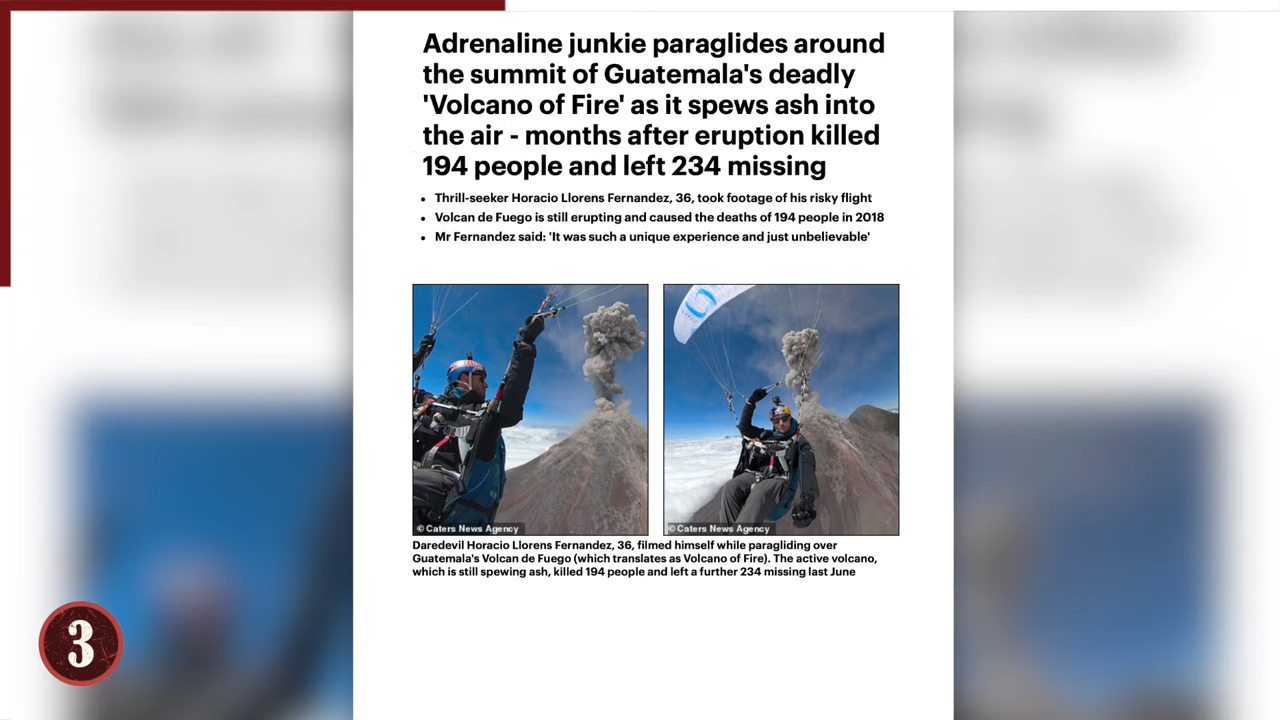 Adrenaline junkie paraglides around
the summit of Guatemala's deadly
'Volcano of Fire' as it spews ash into
the air - months after eruption killed
194 people and left 234 missing
• Thrill-seeker Horacio Llorens Fernandez, 36, took footage of his risky flight
• Volcan de Fuego is still erupting and caused the deaths of 194 people in 2018
• Mr Fernandez said: 'It was such a unique experience and just unbelievable'
© Caters News Agency
© Caters News Agency
Daredevil Horacio Llorens Fernandez, 36, filmed himself while paragliding over
Guatemala's Volcan de Fuego (which translates as Volcano of Fire). The active volcano,
which is still spewing ash, killed 194 people and left a further 234 missing last June
3